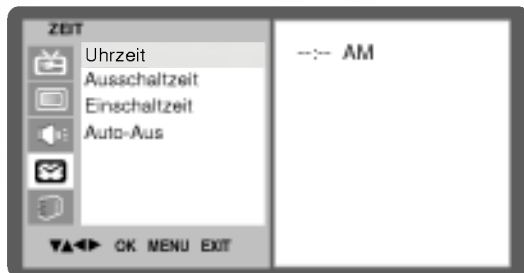 ZEIT
Uhrzeit
Ausschaltzeit
Einschaltzeit
Auto-Aus
--:-- AM
▼▲◀▶ OK MENU EXIT